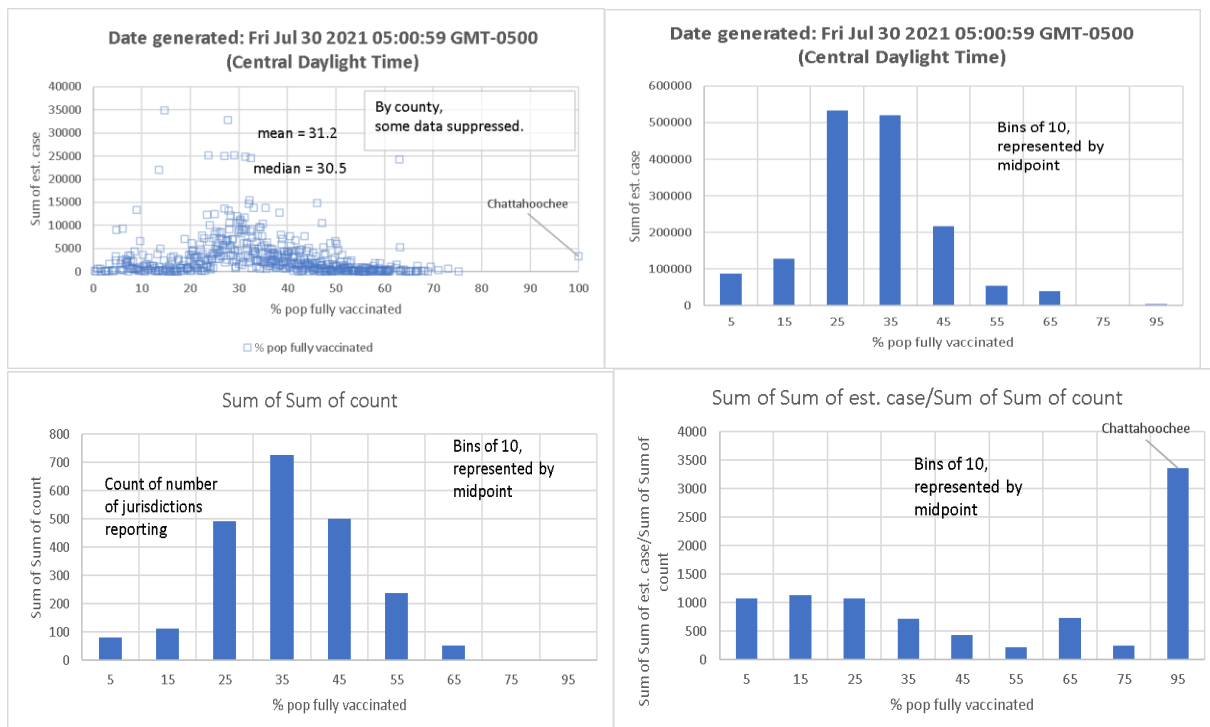 Date generated: Fri Jul 30 2021 05:00:59 GMT-0500
(Central Daylight Time)
40000
35000
30000
25000
20000
15000
10000
5000
0
Sum of est. case
By county,
some data suppressed.
mean = 31.2
median = 30.5
Chattahoochee
0 10 20 30 40 50 60 70 80 90 100
% pop fully vaccinated
% pop fully vaccinated
Date generated: Fri Jul 30 2021 05:00:59 GMT-0500
(Central Daylight Time)
600000
500000
400000
300000
200000
100000
0
Sum of est. case
Bins of 10,
represented by
midpoint
5 15 25 35 45 55 65 75 95
% pop fully vaccinated
Sum of Sum of count
800
700
600
500
400
300
200
100
0
Sum of Sum of count
Count of number
of jurisdictions
reporting
Bins of 10,
represented by
midpoint
5 15 25 35 45 55 65 75 95
% pop fully vaccinated
Sum of Sum of est. case/Sum of Sum of count
4000
3500
3000
2500
2000
1500
1000
500
0
Sum of Sum of est. case/Sum of Sum of
count
Chattahoochee
Bins of 10,
represented by
midpoint
5 15 25 35 45 55 65 75 95
% pop fully vaccinated